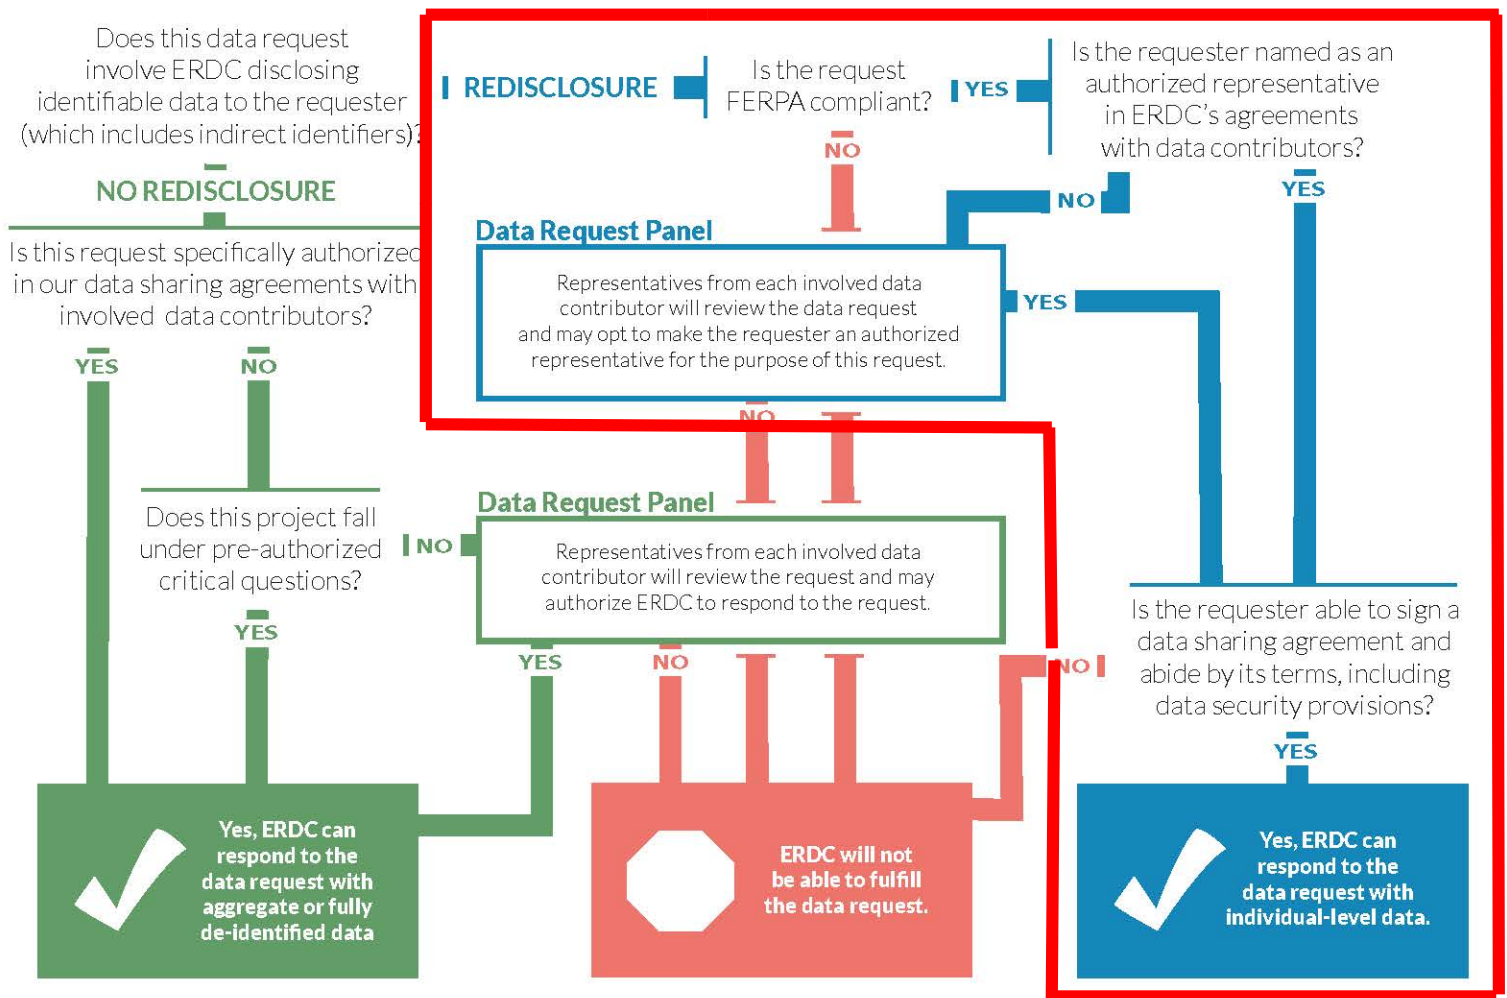 Does this data request
involve ERDC disclosing
identifiable data to the requester
(which includes indirect identifiers)?
NO REDISCLOSURE
Is this request specifically authorized
in our data sharing agreements with
involved data contributors?
YES
NO
Does this project fall
under pre-authorized
critical questions?
NO
YES
REDISCLOSURE
Is the request
FERPA compliant?
YES
NO
Is the requester named as an
authorized representative
in ERDC's agreements
with data contributors?
NO
YES
Data Request Panel
Representatives from each involved data
contributor will review the data request
and may opt to make the requester an authorized
representative for the purpose of this request.
YES
NO
Data Request Panel
Representatives from each involved data
contributor will review the request and may
authorize ERDC to respond to the request.
YES
NO
Is the requester able to sign a
data sharing agreement and
abide by its terms, including
data security provisions?
NO
YES
Yes, ERDC can
respond to the
data request with
aggregate or fully
de-identified data
ERDC will not
be able to fulfill
the data request.
Yes, ERDC can
respond to the
data request with
individual-level data.